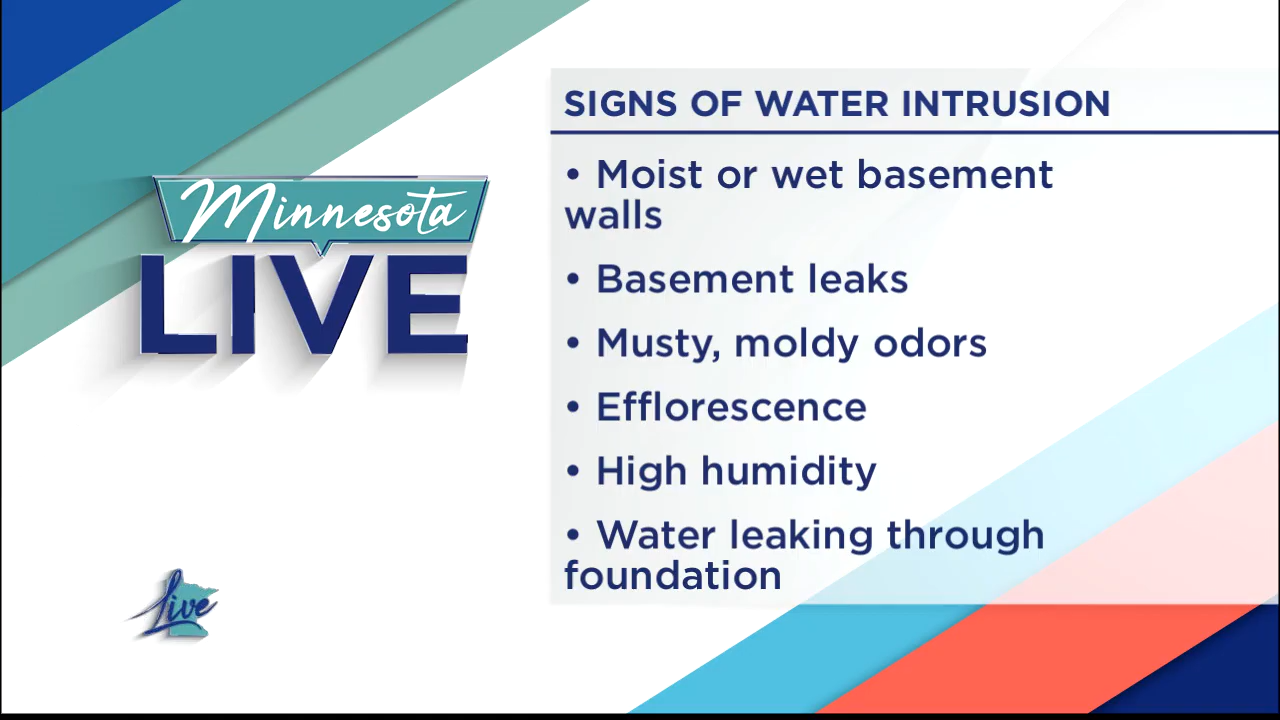 Minnesota
LIVE
SIGNS OF WATER INTRUSION
• Moist or wet basement
walls
• Basement leaks
• Musty, moldy odors
• Efflorescence
• High humidity
• Water leaking through
foundation
Live